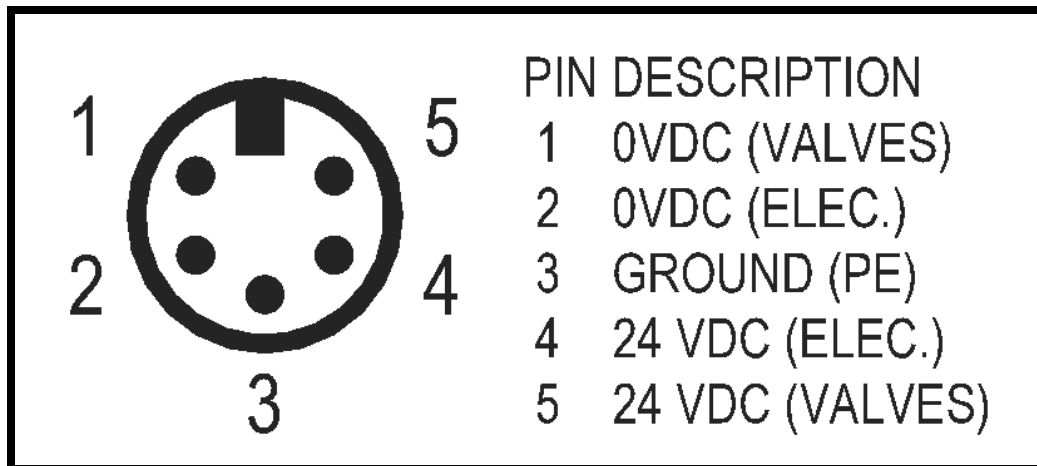 1
5
2
4
3
PIN DESCRIPTION
1 0VDC (VALVES)
2 0VDC (ELEC.)
3 GROUND (PE)
4 24 VDC (ELEC.)
5 24 VDC (VALVES)